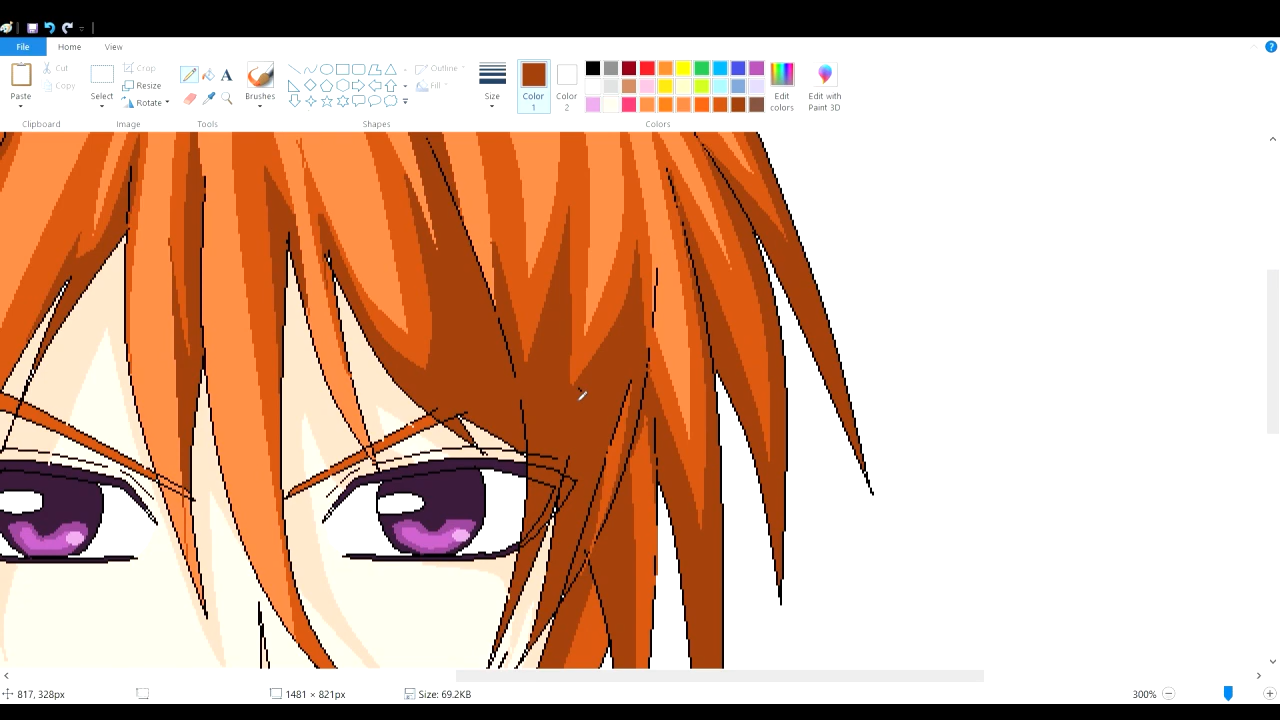 File Home View
Paste
Cut
Copy
Clipboard
Select
Crop
Resize
Rotate
Image
A
Tools
Brushes
Outline
Fill
Shapes
Size
Color 1
Color 2
Edit colors
Edit with Paint 3D
Colors
817, 328px
1481 × 821px
Size: 69.2KB
300%